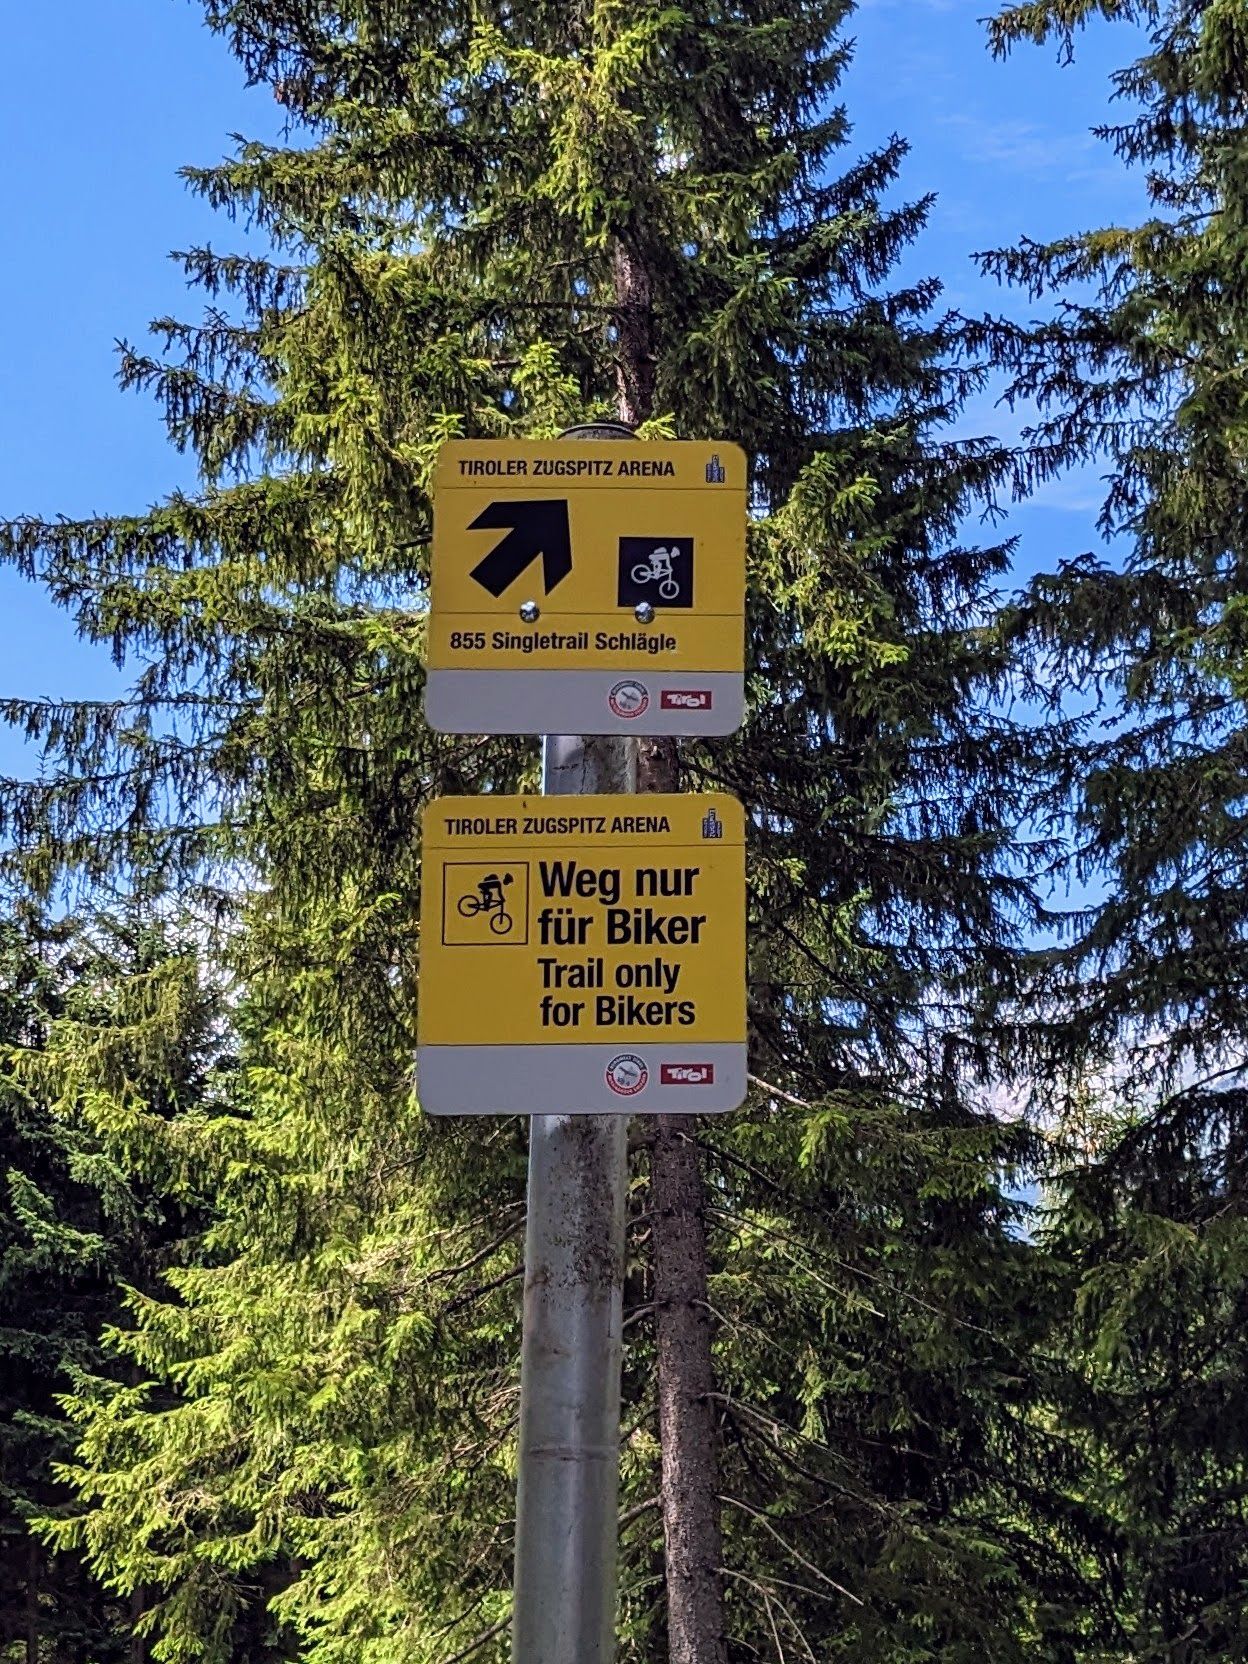 TIROLER ZUGSPITZ ARENA
855 Singletrail Schlägle
Tirol
TIROLER ZUGSPITZ ARENA
Weg nur
für Biker
Trail only
for Bikers
Tirol